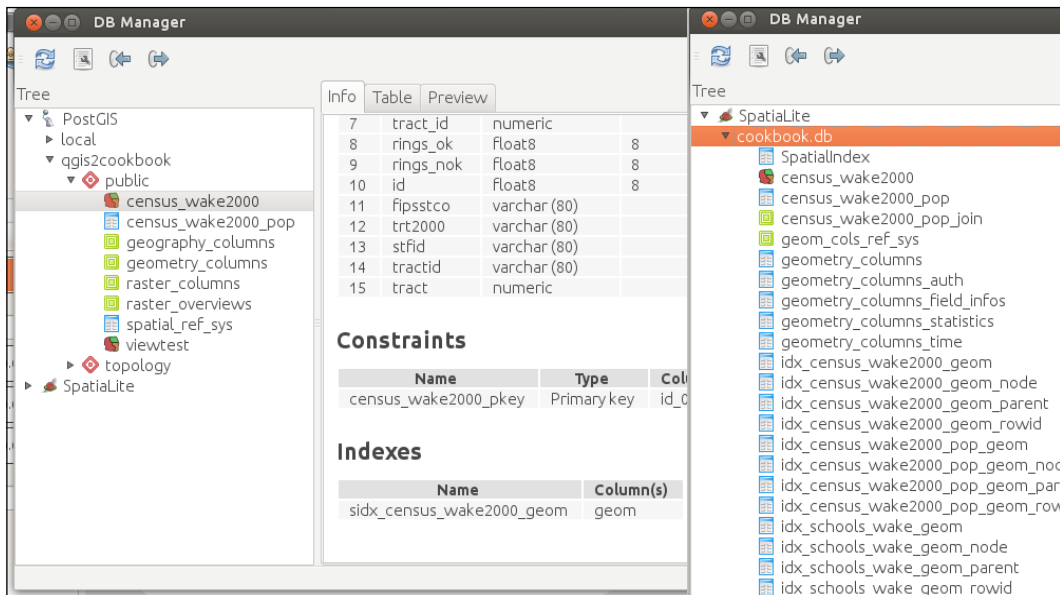 DB Manager
Tree
PostGIS
local
qgis2cookbook
public
census_wake2000
census_wake2000_pop
geography_columns
geometry_columns
raster_columns
raster_overviews
spatial_ref_sys
viewtest
topology
SpatiaLite
Info Table Preview
7 tract_id numeric
8 rings_ok float8 8
9 rings_nok float8 8
10 id float8 8
11 fipsstco varchar (80)
12 trt2000 varchar (80)
13 stfid varchar (80)
14 tractid varchar (80)
15 tract numeric
Constraints
Name Type
census_wake2000_pkey Primary key
Indexes
Name Column(s)
sidx_census_wake2000_geom geom
DB Manager
Tree
SpatiaLite
cookbook.db
SpatialIndex
census_wake2000
census_wake2000_pop
census_wake2000_pop_join
geom_cols_ref_sys
geometry_columns
geometry_columns_auth
geometry_columns_field_infos
geometry_columns_statistics
geometry_columns_time
idx_census_wake2000_geom
idx_census_wake2000_geom_node
idx_census_wake2000_geom_parent
idx_census_wake2000_geom_rowid
idx_census_wake2000_pop_geom
idx_census_wake2000_pop_geom_noc
idx_census_wake2000_pop_geom_par
idx_census_wake2000_pop_geom_row
idx_schools_wake_geom
idx_schools_wake_geom_node
idx_schools_wake_geom_parent
idx_schools_wake_geom_rowid